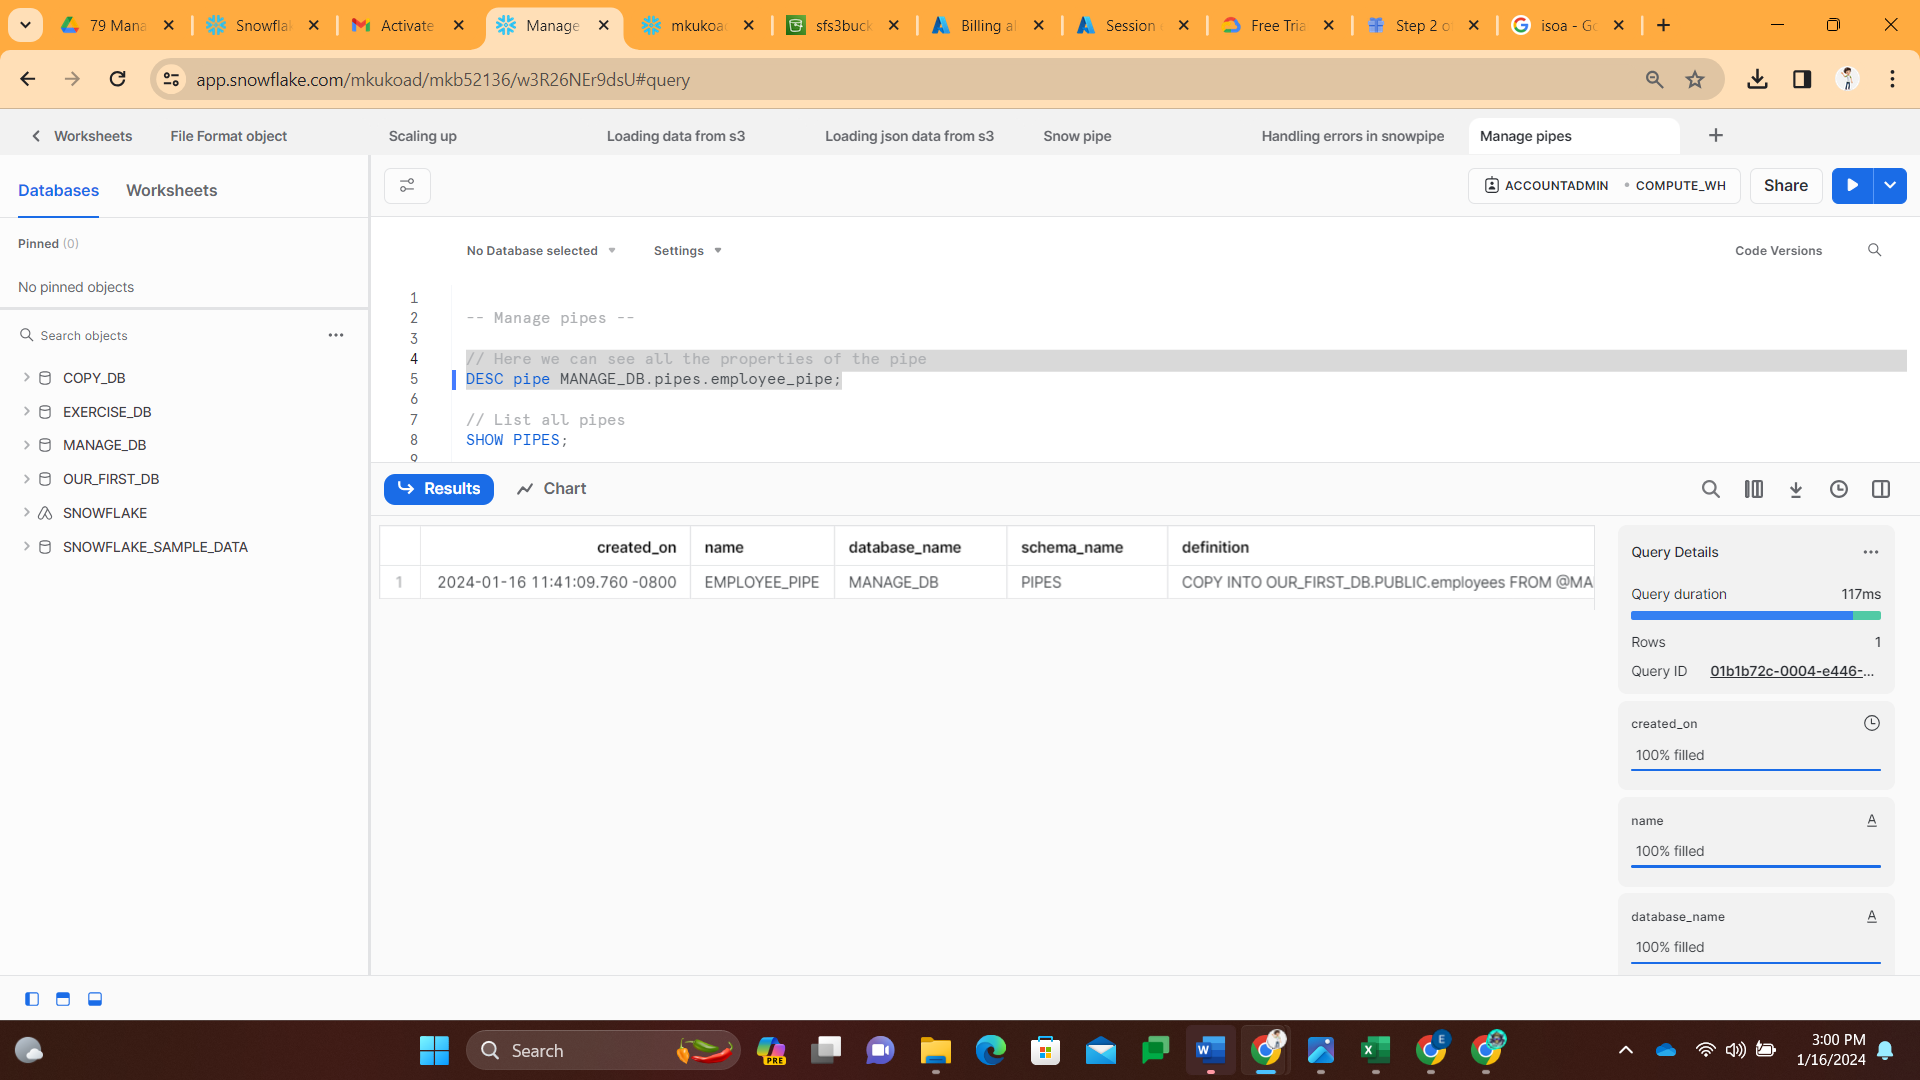 79 Mana
Snowfla
Activate
Manage
mkukoa
sfs3buck
Billing al
Session
Free Tria
Step 2 o
isoa - Go
app.snowflake.com/mkukoad/mkb52136/w3R26NEr9dsU#query
Worksheets
File Format object
Scaling up
Loading data from s3
Loading json data from s3
Snow pipe
Handling errors in snowpipe
Manage pipes
Databases
Worksheets
ACCOUNTADMIN
COMPUTE_WH
Share
Pinned (0)
No pinned objects
No Database selected
Settings
Code Versions
Search objects
COPY_DB
EXERCISE_DB
MANAGE_DB
OUR_FIRST_DB
SNOWFLAKE
SNOWFLAKE_SAMPLE_DATA
1
2 -- Manage pipes --
3
4 // Here we can see all the properties of the pipe
5 DESC pipe MANAGE_DB.pipes.employee_pipe;
6
7 // List all pipes
8 SHOW PIPES;
9
Results
Chart
created_on name database_name schema_name definition
1 2024-01-16 11:41:09.760 -0800 EMPLOYEE_PIPE MANAGE_DB PIPES COPY INTO OUR_FIRST_DB.PUBLIC.employees FROM @MA
Query Details
Query duration 117ms
Rows 1
Query ID 01b1b72c-0004-e446-...
created_on
100% filled
name
A
100% filled
database_name
A
100% filled
Search
PRE
E
3:00 PM
1/16/2024